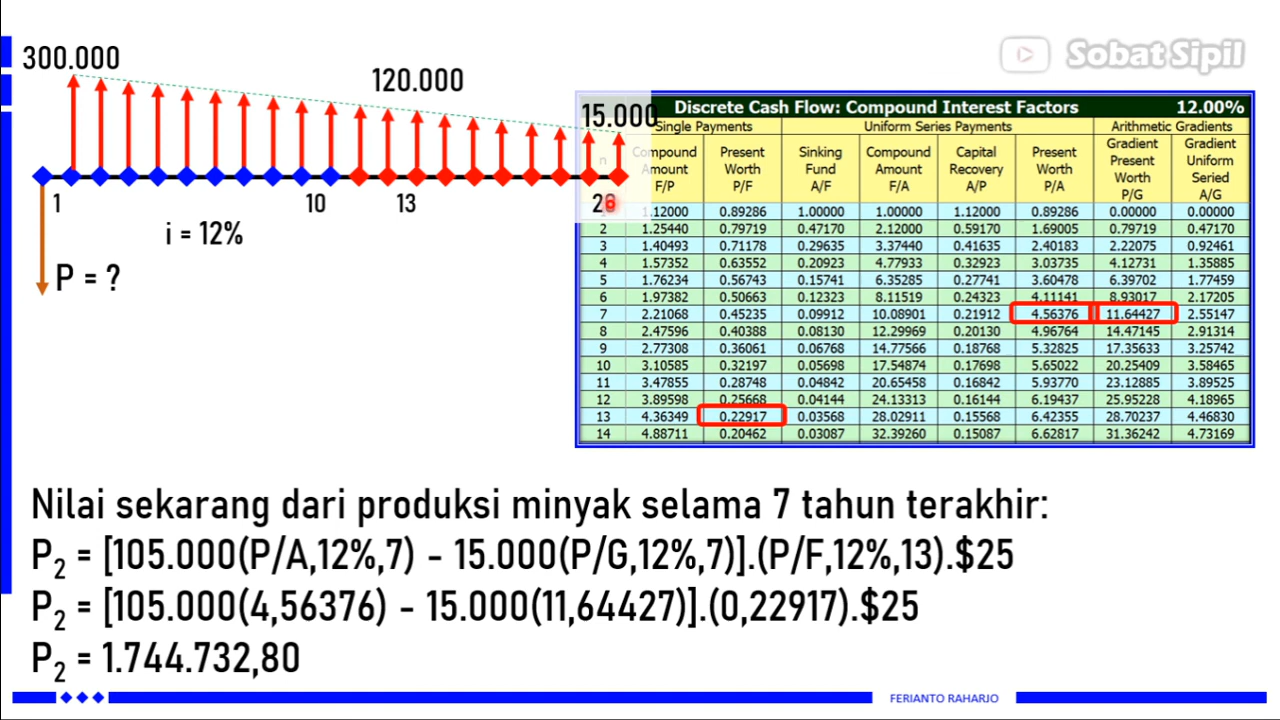 Sobat Sipil
300.000
120.000
15.000
1
10
13
i = 12%
P = ?
Discrete Cash Flow: Compound Interest Factors 12.00%
Single Payments Uniform Series Payments Arithmetic Gradients
n Compound Amount F/P Present Worth P/F Sinking Fund A/F Compound Amount F/A Capital Recovery A/P Present Worth P/A Gradient Present Worth P/G Gradient Uniform Seried A/G
1 1.12000 0.89286 1.00000 1.00000 1.12000 0.89286 0.00000 0.00000
2 1.25440 0.79719 0.47170 2.12000 0.59170 1.69005 0.79719 0.47170
3 1.40493 0.71178 0.29635 3.37440 0.41635 2.40183 2.22075 0.92461
4 1.57352 0.63552 0.20923 4.77933 0.32923 3.03735 4.12731 1.35885
5 1.76234 0.56743 0.15741 6.35285 0.27741 3.60478 6.39702 1.77459
6 1.97382 0.50663 0.12323 8.11519 0.24323 4.11141 8.93017 2.17205
7 2.21068 0.45235 0.09912 10.08901 0.21912 4.56376 11.64427 2.55147
8 2.47596 0.40388 0.08130 12.29969 0.20130 4.96764 14.47145 2.91314
9 2.77308 0.36061 0.06768 14.77566 0.18768 5.32825 17.35633 3.25742
10 3.10585 0.32197 0.05698 17.54874 0.17698 5.65022 20.25409 3.58465
11 3.47855 0.28748 0.04842 20.65458 0.16842 5.93770 23.12885 3.89525
12 3.89598 0.25668 0.04144 24.13313 0.16144 6.19437 25.95228 4.18965
13 4.36349 0.22917 0.03568 28.02911 0.15568 6.42355 28.70237 4.46830
14 4.88711 0.20462 0.03087 32.39260 0.15087 6.62817 31.36242 4.73169
Nilai sekarang dari produksi minyak selama 7 tahun terakhir:
P₂ = [105.000(P/A,12%,7) - 15.000(P/G,12%,7)].(P/F,12%,13).$25
P₂ = [105.000(4,56376) - 15.000(11,64427)].(0,22917).$25
P₂ = 1.744.732,80
FERIANTO RAHARJO